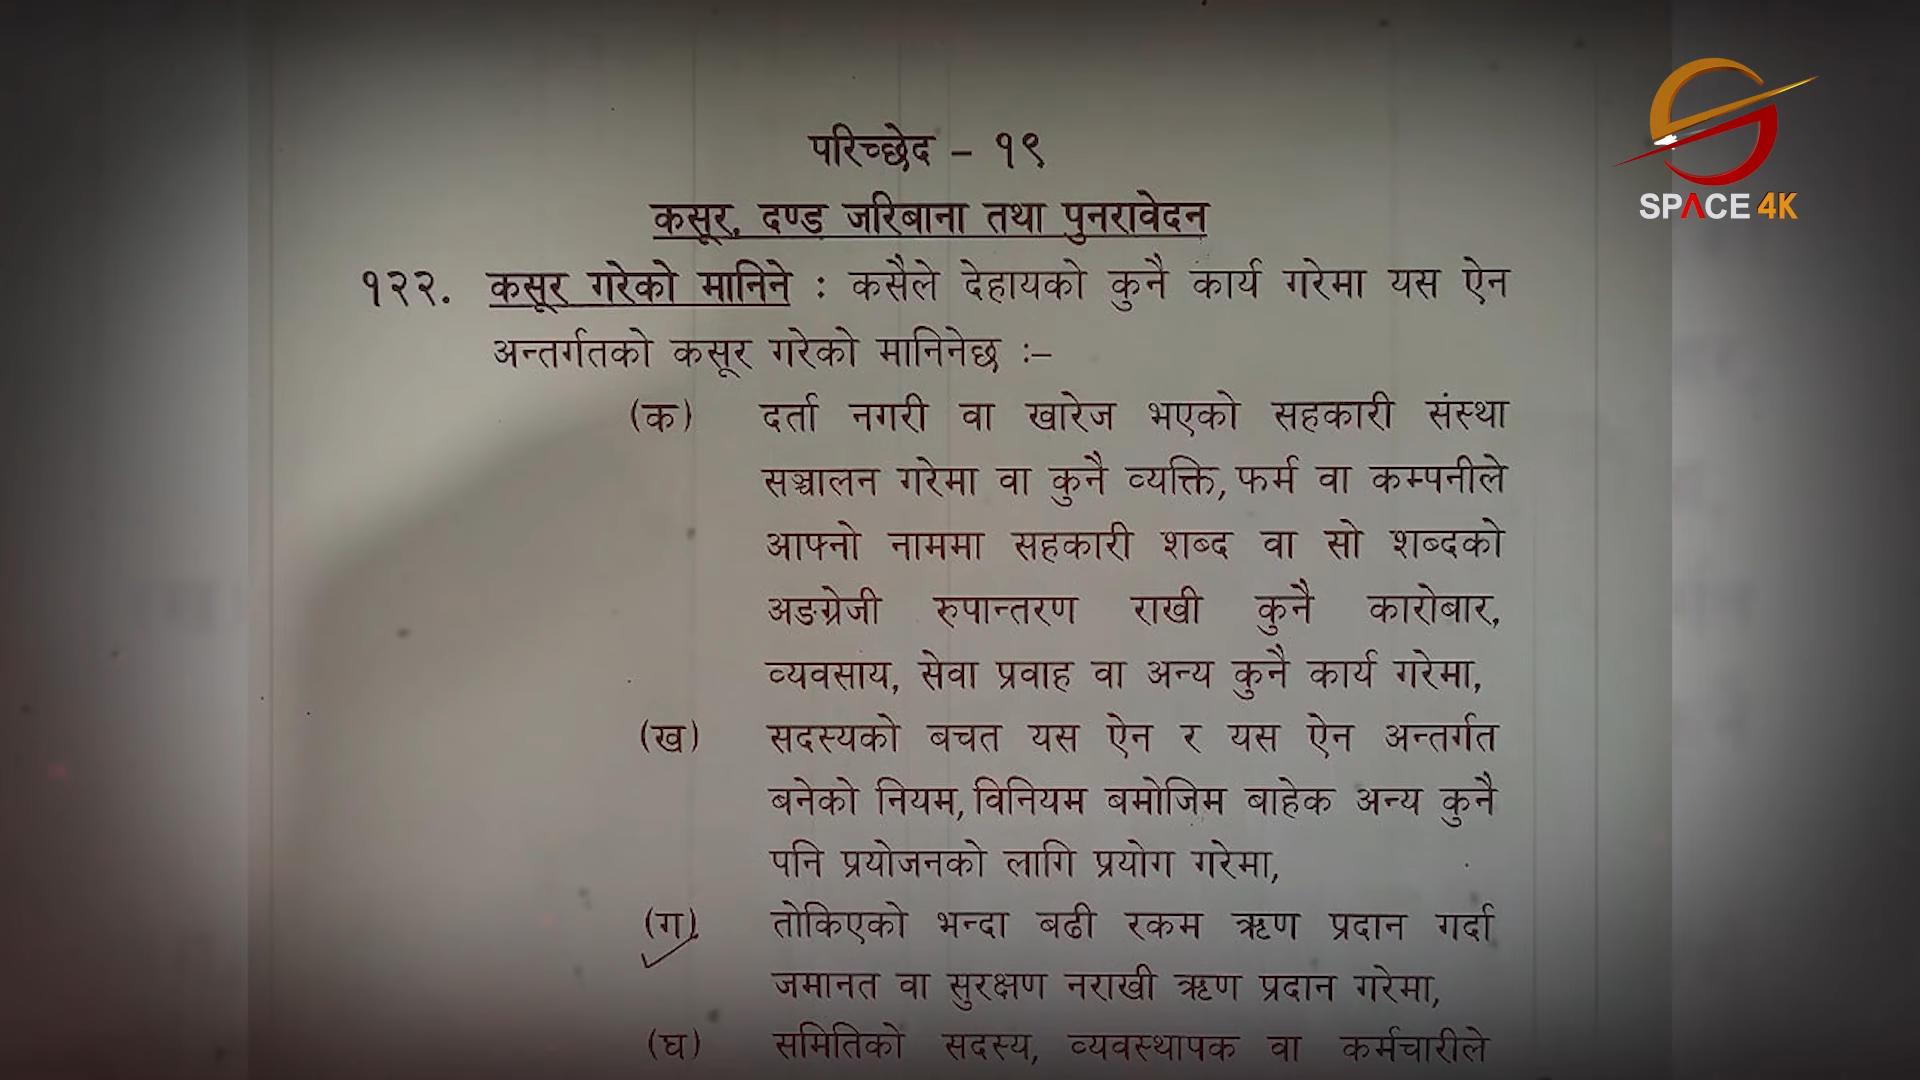 परिच्छेद – १९
कसूर, दण्ड जरिबाना तथा पुनरावेदन
१२२. कसूर गरेको मानिने : कसैले देहायको कुनै कार्य गरेमा यस ऐन
अन्तर्गतको कसूर गरेको मानिनेछ :–
(क) दर्ता नगरी वा खारेज भएको सहकारी संस्था
सञ्चालन गरेमा वा कुनै व्यक्ति, फर्म वा कम्पनीले
आफ्नो नाममा सहकारी शब्द वा सो शब्दको
अङग्रेजी रुपान्तरण राखी कुनै कारोबार,
व्यवसाय, सेवा प्रवाह वा अन्य कुनै कार्य गरेमा,
(ख) सदस्यको बचत यस ऐन र यस ऐन अन्तर्गत
बनेको नियम, विनियम बमोजिम बाहेक अन्य कुनै
पनि प्रयोजनको लागि प्रयोग गरेमा,
(ग) तोकिएको भन्दा बढी रकम ऋण प्रदान गर्दा
जमानत वा सुरक्षण नराखी ऋण प्रदान गरेमा,
(घ) समितिको सदस्य, व्यवस्थापक वा कर्मचारीले
SPACE 4K